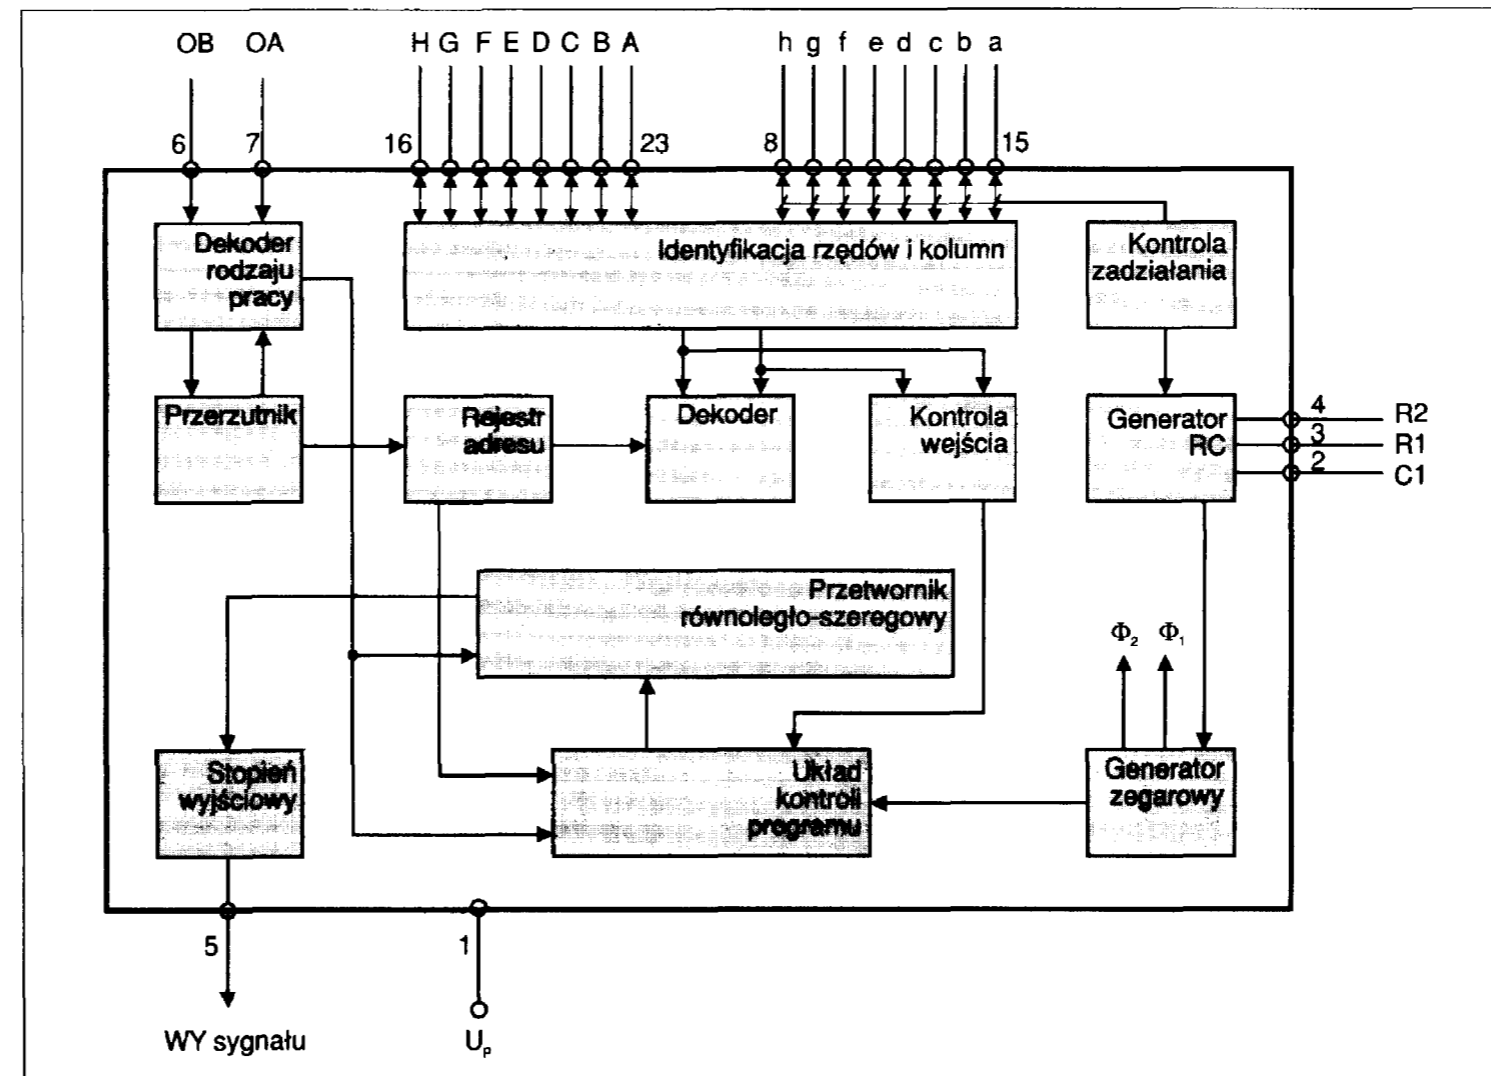 OB OA H G F E D C B A h g f e d c b a
6 7 16 23 8 15
Dekoder
rodzaju
pracy
Identyfikacja rzędów i kolumn
Kontrola
zadziałania
Przerzutnik
Rejestr
adresu
Dekoder
Kontrola
wejścia
Generator
RC
4 R2
3 R1
2 C1
Przetwornik
równoległo-szeregowy
Φ₂ Φ₁
Stopień
wyjściowy
Układ
kontroli
programu
Generator
zegarowy
5 1
WY sygnału
Uₚ